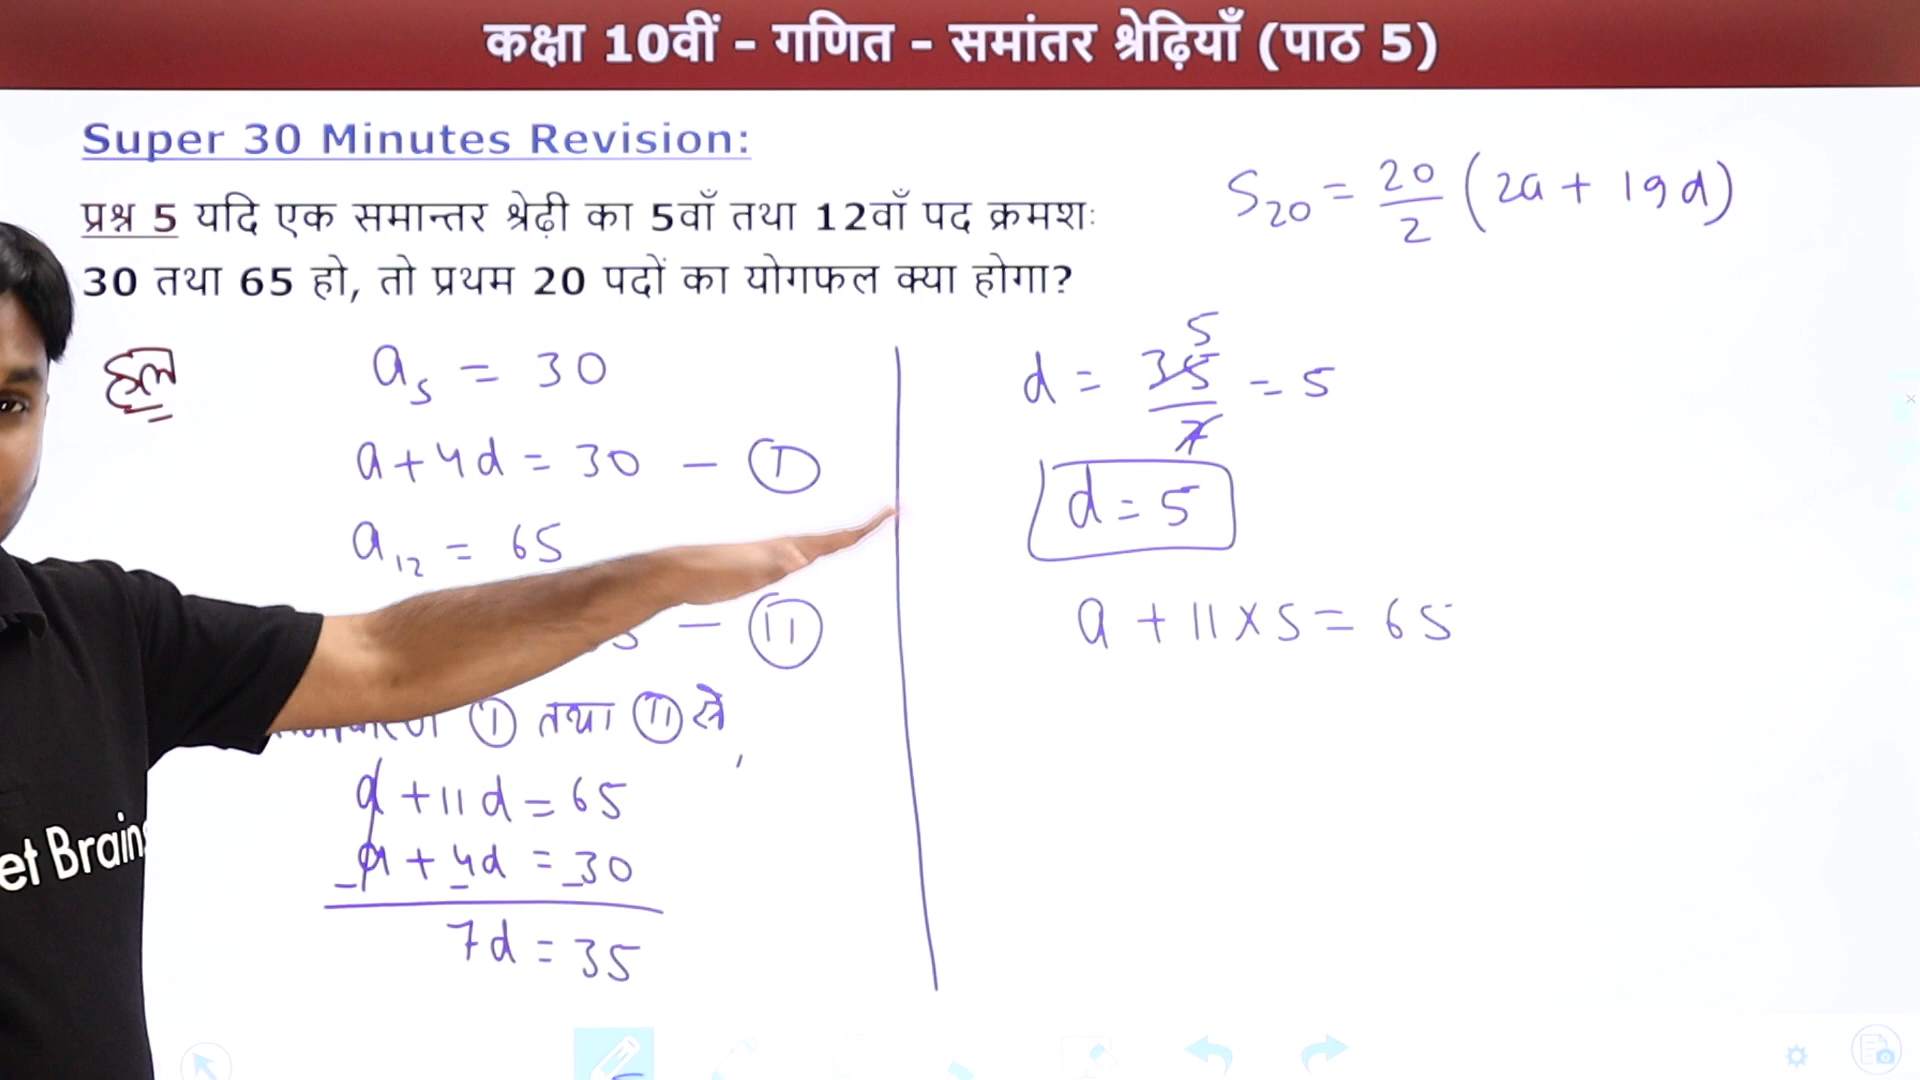 कक्षा 10वीं - गणित - समांतर श्रेढ़ियाँ (पाठ 5)
Super 30 Minutes Revision:
प्रश्न 5 यदि एक समान्तर श्रेढ़ी का 5वाँ तथा 12वाँ पद क्रमशः
30 तथा 65 हो, तो प्रथम 20 पदों का योगफल क्या होगा?
S₂₀ = 20/2 (2a + 19d)
हल
a₅ = 30
a + 4d = 30 – Ⅰ
a₁₂ = 65
5 – Ⅱ
Ⅰ तथा Ⅱ से,
a + 11d = 65
a + 4d = 30
– – –
7d = 35
d = 35/7 = 5
5
d = 5
a + 11 × 5 = 65
et Brains